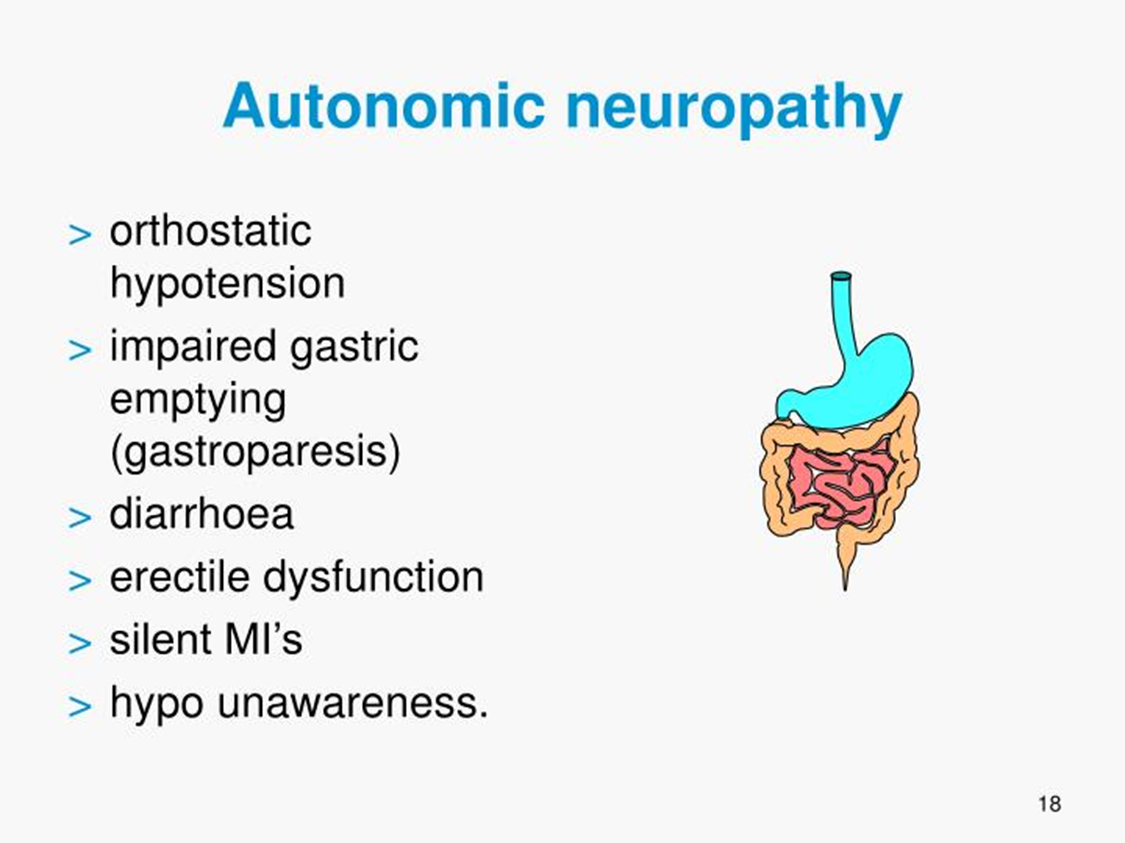 Autonomic neuropathy
> orthostatic
hypotension
> impaired gastric
emptying
(gastroparesis)
> diarrhoea
> erectile dysfunction
> silent MI’s
> hypo unawareness.
18